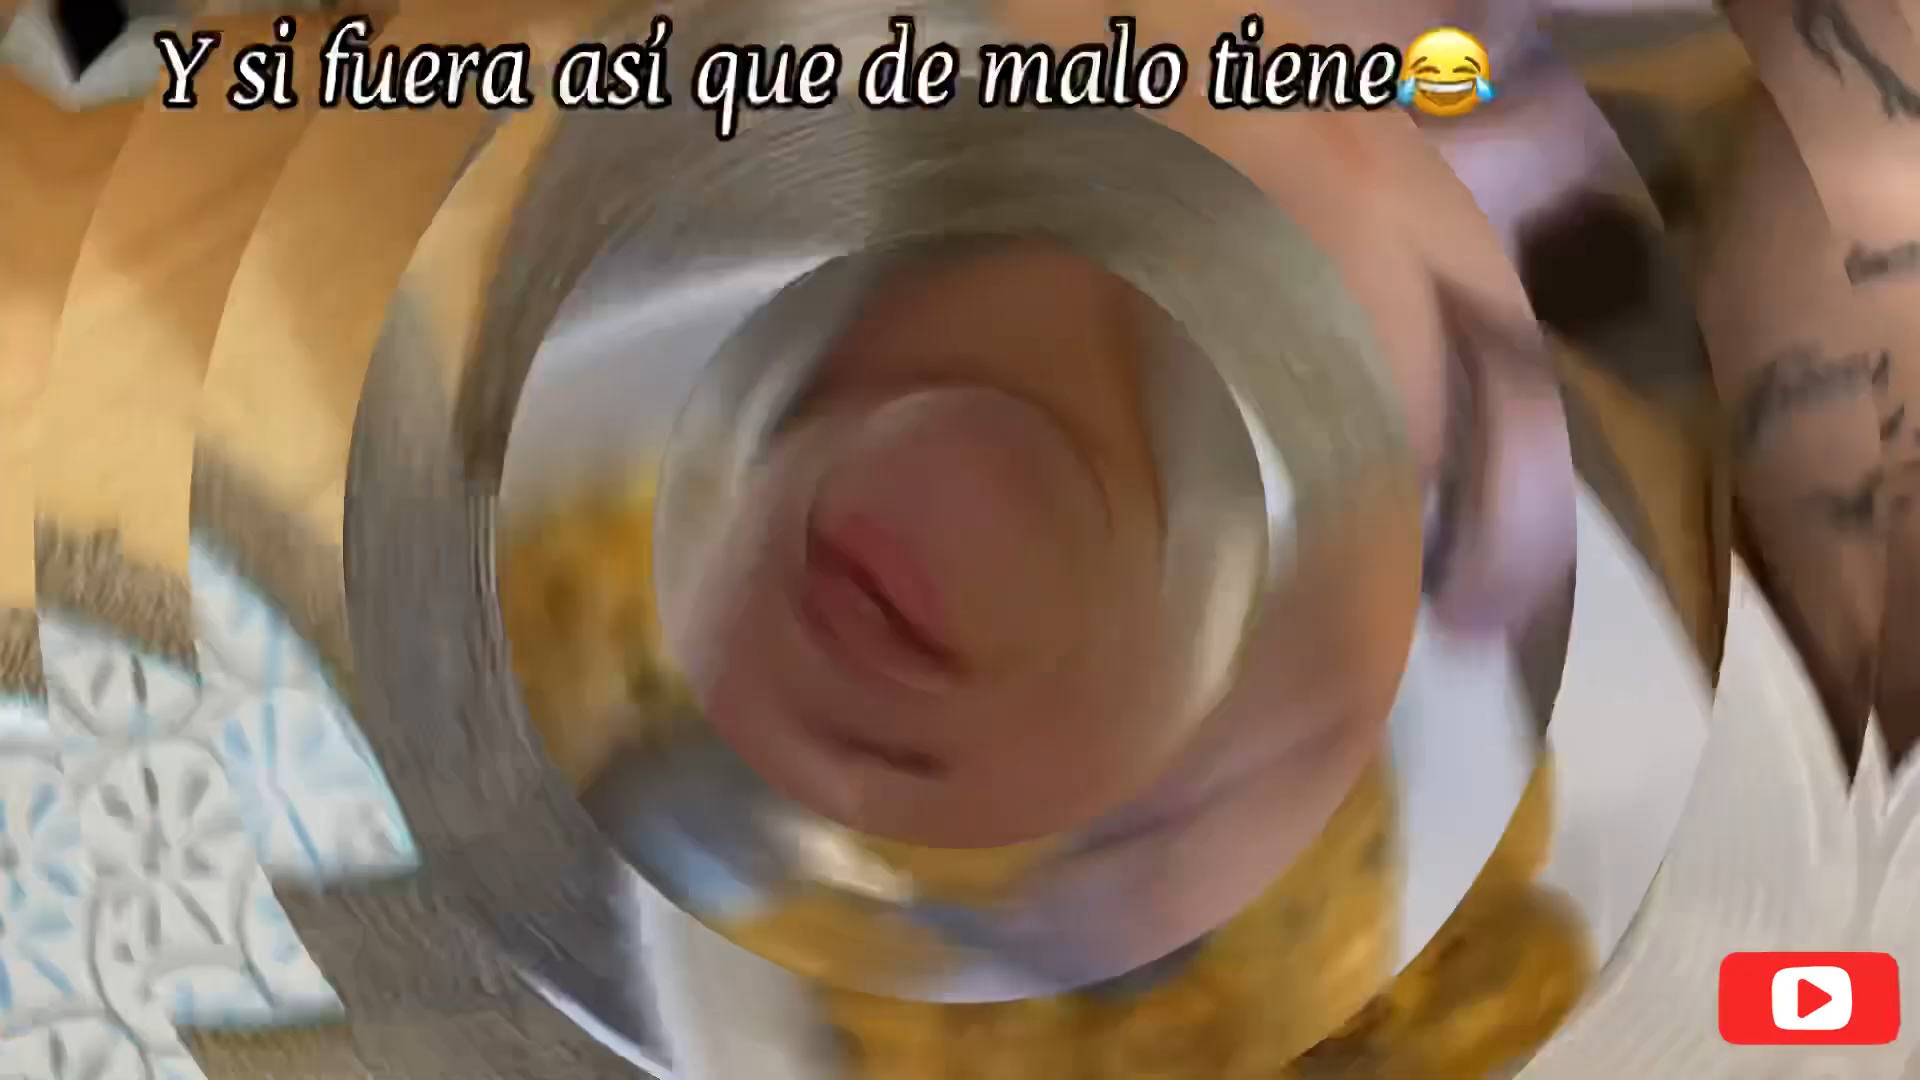 Y si fuera así que de malo tiene😂